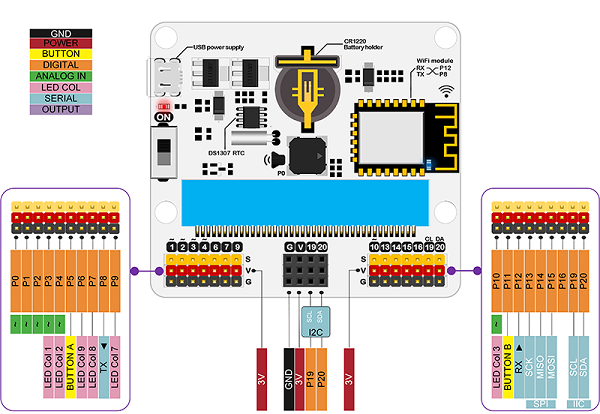 GND
POWER
BUTTON
DIGITAL
ANALOG IN
LED COL
SERIAL
OUTPUT
USB power supply
CR1220
Battery holder
WiFi module
RX P12
TX P8
ON
DS1307 RTC
P0
~ ~ ~ ~
1 2 3 4 5 6 7 8 9
G V 19 20
~ CL DA
10 13 14 15 16 19 20
S
V
G
S
V
G
P0 P1 P2 P3 P4 P5 P6 P7 P8 P9
~ ~ ~ ~ ~
LED Col 1
LED Col 2
BUTTON A
LED Col 9
LED Col 8
TX
LED Col 7
SCL
SDA
I2C
3V
GND
3V
P19
P20
3V
P10 P11 P12 P13 P14 P15 P16 P19 P20
~
LED Col 3
BUTTON B
RX
SCK
MISO
MOSI
SCL
SDA
SPI
IIC